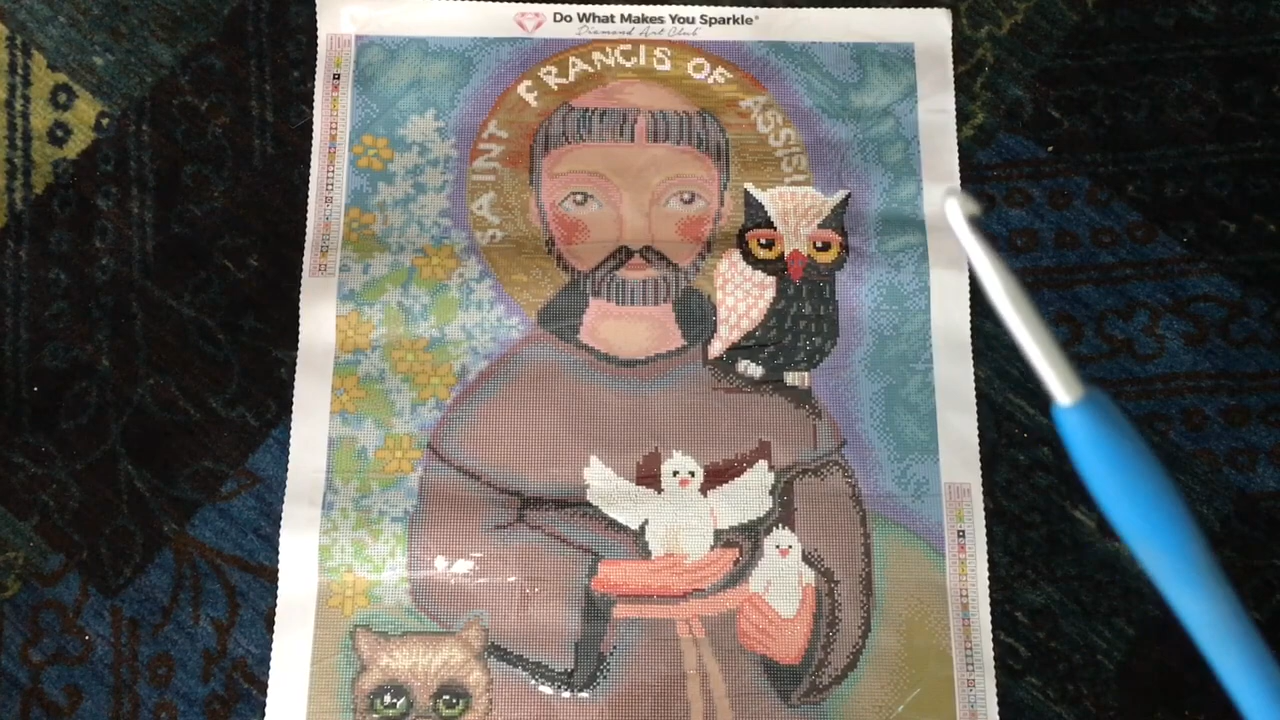 Do What Makes You Sparkle®
Diamond Art Club
SAINT FRANCIS OF ASSISI